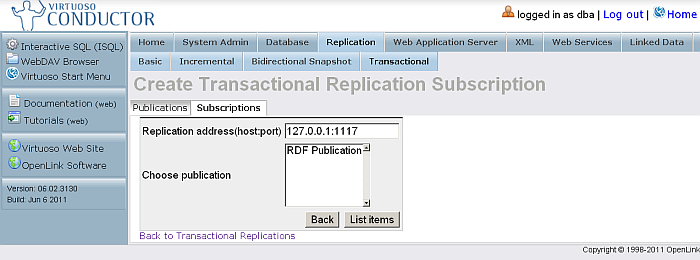 VIRTUOSO
CONDUCTOR
logged in as dba | Log out | Home
Interactive SQL (ISQL)
WebDAV Browser
Virtuoso Start Menu
Documentation (web)
Tutorials (web)
Virtuoso Web Site
OpenLink Software
Version: 06.02.3130
Build: Jun 6 2011
Home System Admin Database Replication Web Application Server XML Web Services Linked Data
Basic Incremental Bidirectional Snapshot Transactional
Create Transactional Replication Subscription
Publications Subscriptions
Replication address(host:port) 127.0.0.1:1117
Choose publication RDF Publication
Back List items
Back to Transactional Replications
Copyright © 1998-2011 OpenLink